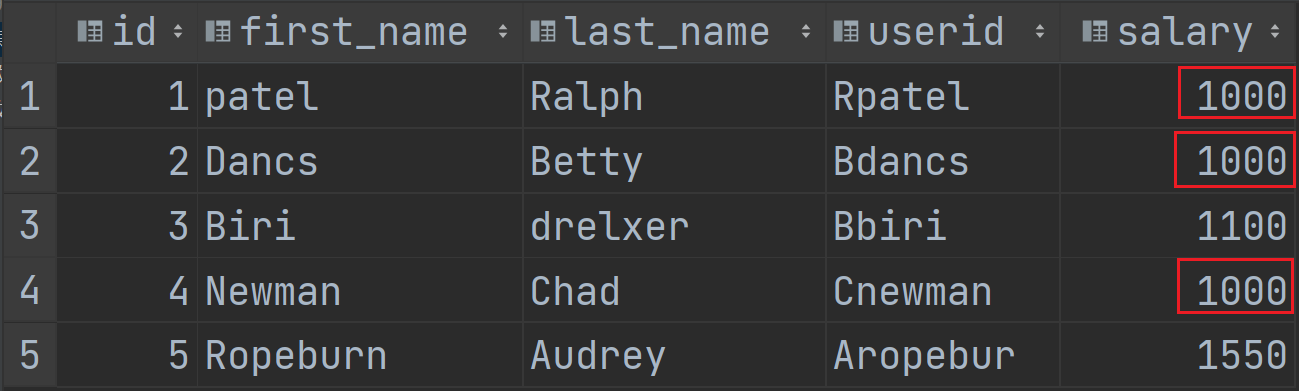 id first_name last_name userid salary
1 1 patel Ralph Rpatel 1000
2 2 Dancs Betty Bdancs 1000
3 3 Biri drelxer Bbiri 1100
4 4 Newman Chad Cnewman 1000
5 5 Ropeburn Audrey Aropebur 1550